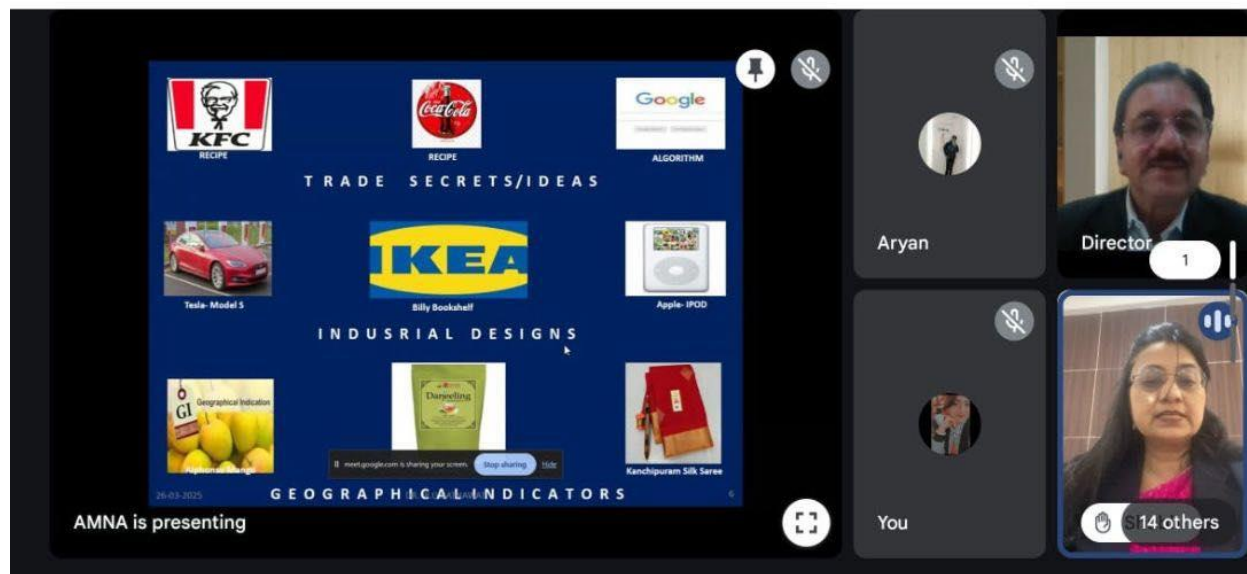 KFC
RECIPE
Coca-Cola
RECIPE
Google
ALGORITHM
TRADE SECRETS/IDEAS
Tesla- Model S
IKEA
Billy Bookshelf
Apple- IPOD
INDUSRIAL DESIGNS
GI
Geographical Indication
Alphonso Mango
Darjeeling
Kanchipuram Silk Saree
meet.google.com is sharing your screen.
Stop sharing
Hide
26-03-2025
GEOGRAPHICAL INDICATORS
6
AMNA is presenting
Aryan
Director
1
You
14 others